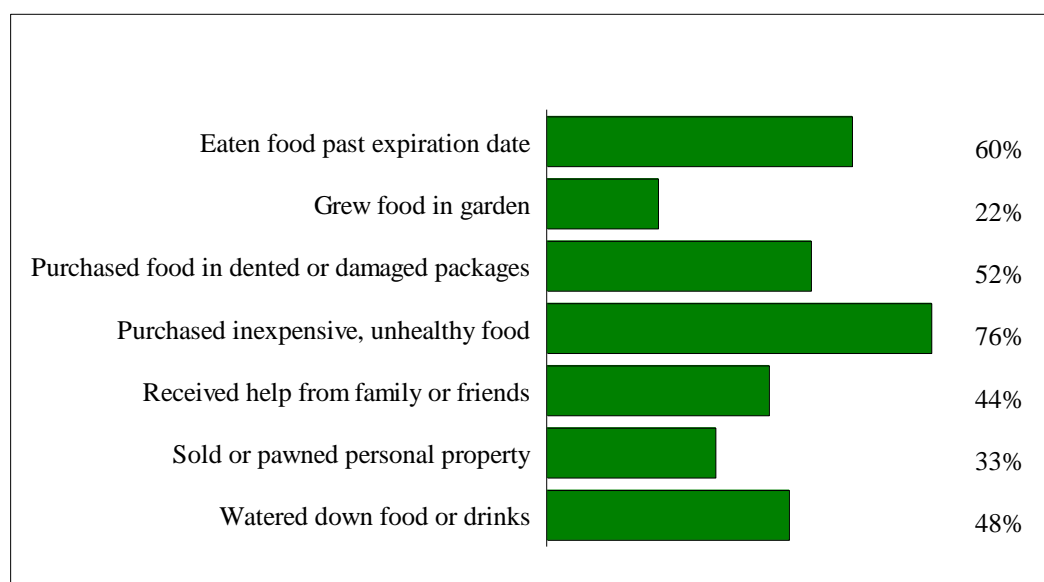 Eaten food past expiration date 60%
Grew food in garden 22%
Purchased food in dented or damaged packages 52%
Purchased inexpensive, unhealthy food 76%
Received help from family or friends 44%
Sold or pawned personal property 33%
Watered down food or drinks 48%